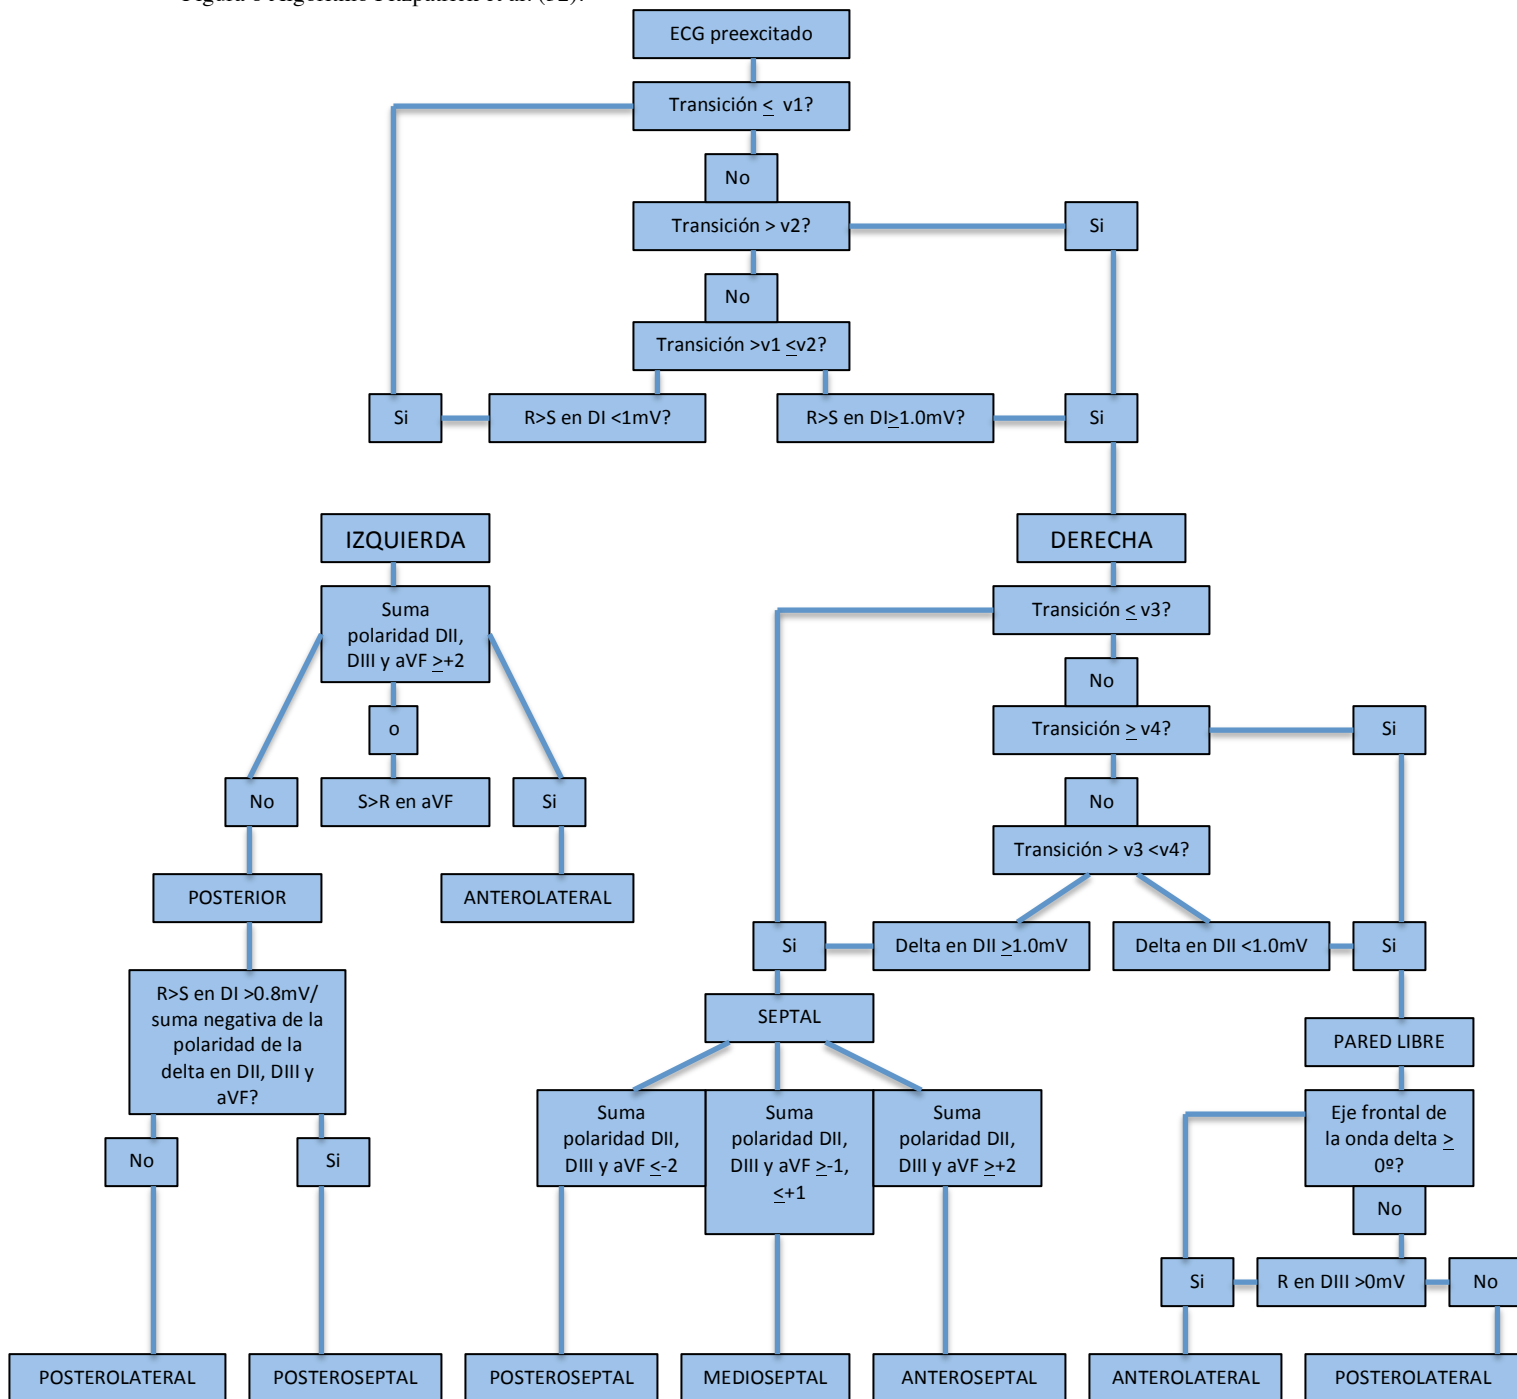 ECG preexcitado
Transición ≤ v1?
No
Transición > v2?
Si
No
Transición >v1 ≤v2?
Si
R>S en DI <1mV?
R>S en DI≥1.0mV?
Si
IZQUIERDA
DERECHA
Suma
polaridad DII,
DIII y aVF ≥+2
Transición ≤ v3?
No
o
Transición ≥ v4?
Si
No
S>R en aVF
Si
No
Transición > v3 <v4?
POSTERIOR
ANTEROLATERAL
Si
Delta en DII ≥1.0mV
Delta en DII <1.0mV
Si
R>S en DI >0.8mV/
suma negativa de la
polaridad de la
delta en DII, DIII y
aVF?
SEPTAL
PARED LIBRE
Suma
polaridad DII,
DIII y aVF ≤-2
Suma
polaridad DII,
DIII y aVF ≥-1,
≤+1
Suma
polaridad DII,
DIII y aVF ≥+2
Eje frontal de
la onda delta ≥
0º?
No
Si
No
Si
R en DIII >0mV
No
POSTEROLATERAL
POSTEROSEPTAL
POSTEROSEPTAL
MEDIOSEPTAL
ANTEROSEPTAL
ANTEROLATERAL
POSTEROLATERAL